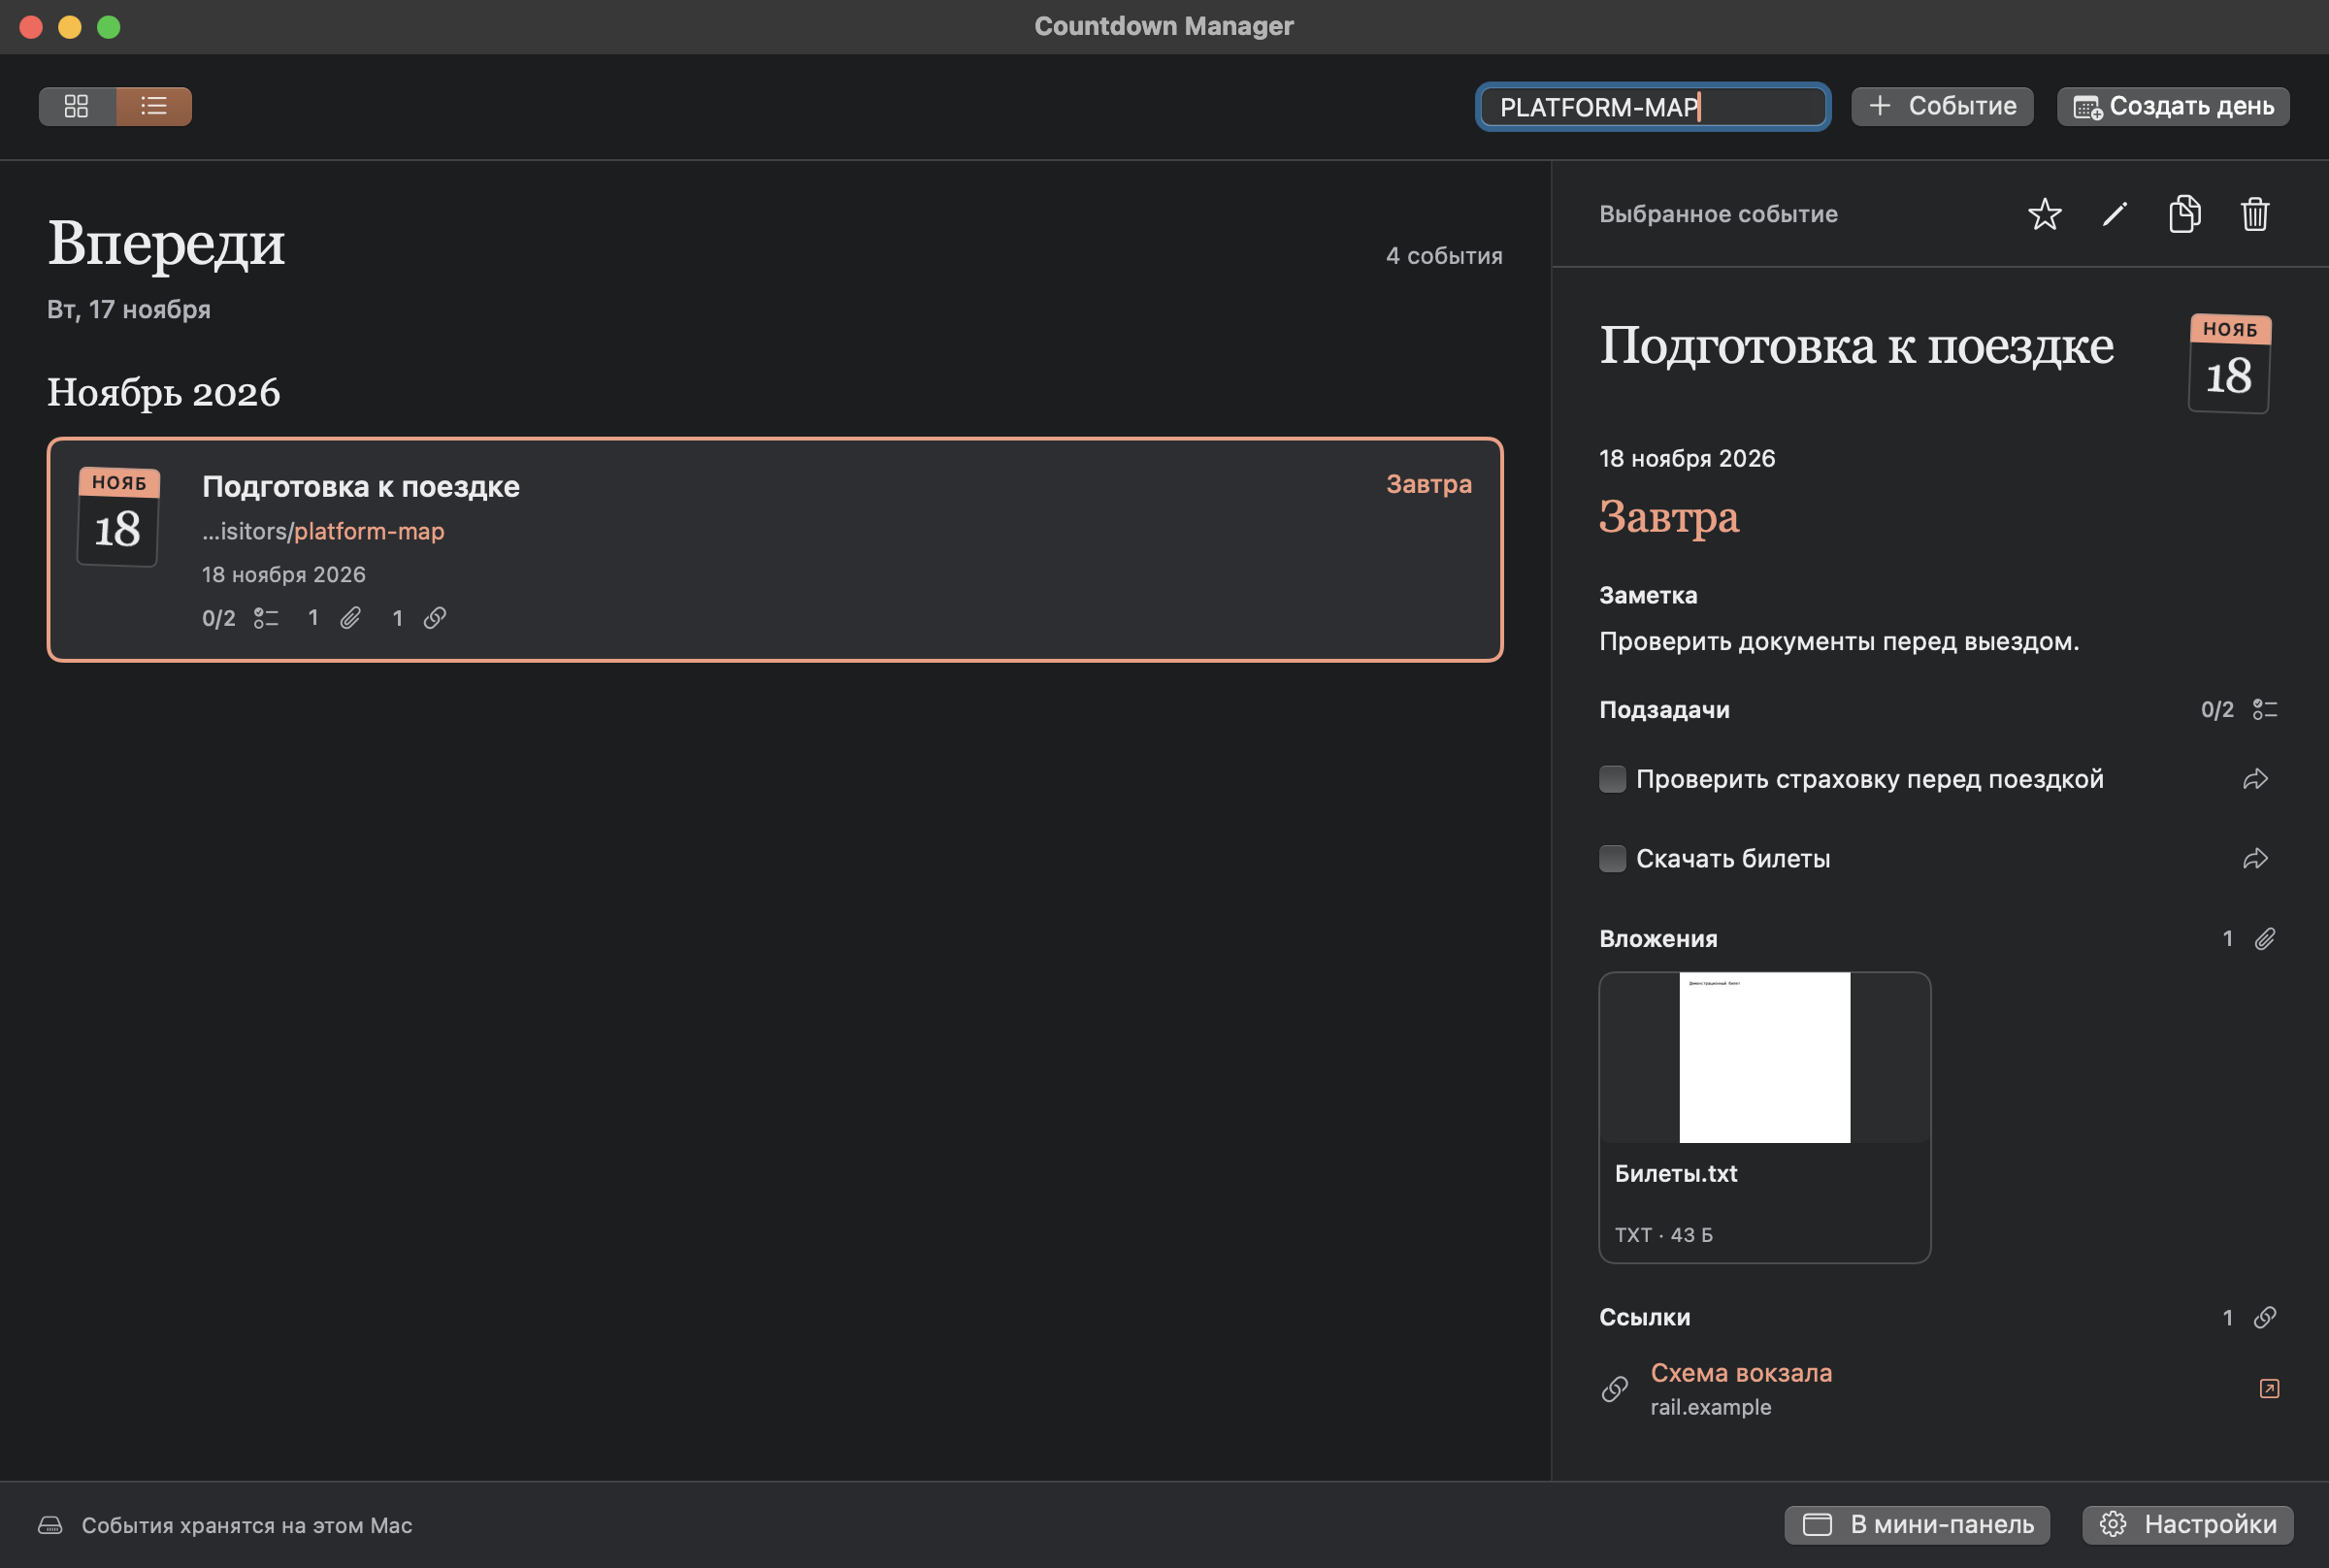 Countdown Manager
PLATFORM-MAP
Событие
Создать день
Впереди
4 события
Вт, 17 ноября
Ноябрь 2026
НОЯБ
18
Подготовка к поездке
Завтра
...isitors/platform-map
18 ноября 2026
0/2 1 1
Выбранное событие
Подготовка к поездке
НОЯБ
18
18 ноября 2026
Завтра
Заметка
Проверить документы перед выездом.
Подзадачи
0/2
Проверить страховку перед поездкой
Скачать билеты
Вложения
1
Демонстрационный билет
Билеты.txt
TXT · 43 Б
Ссылки
1
Схема вокзала
rail.example
События хранятся на этом Mac
В мини-панель
Настройки